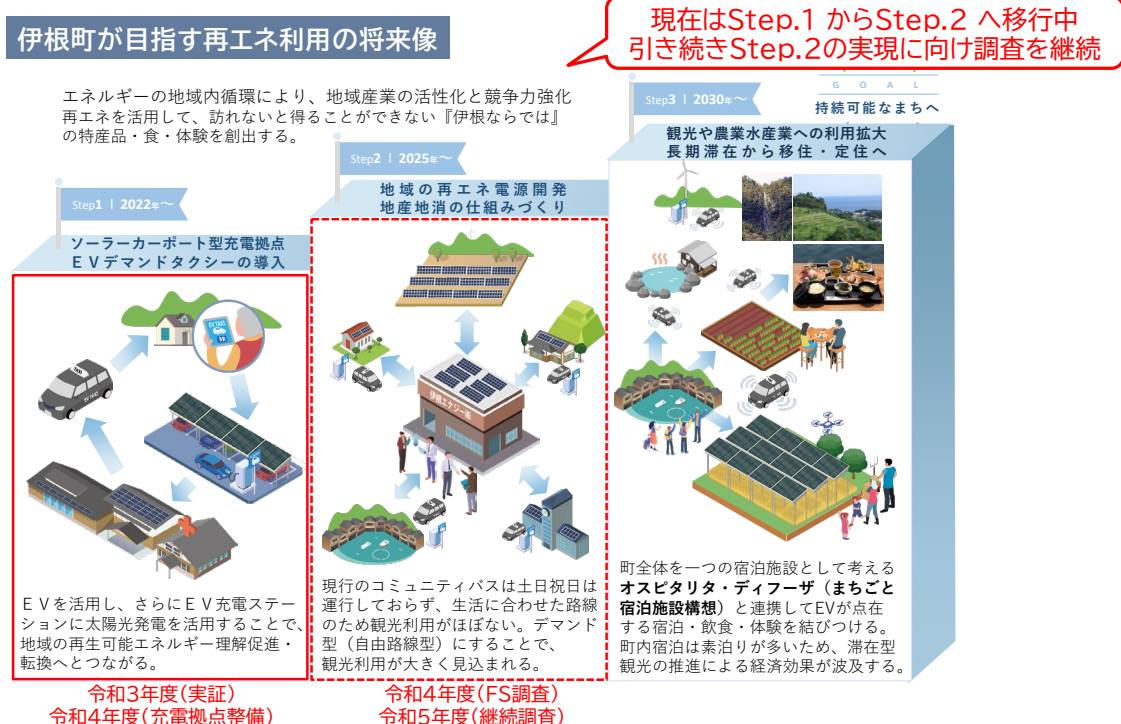 伊根町が目指す再エネ利用の将来像
現在はStep.1 からStep.2 へ移行中
引き続きStep.2の実現に向け調査を継続
エネルギーの地域内循環により、地域産業の活性化と競争力強化
再エネを活用して、訪れないと得ることができない『伊根ならでは』
の特産品・食・体験を創出する。
GOAL
持続可能なまちへ
Step1 | 2022年～
ソーラーカーポート型充電拠点
EVデマンドタクシーの導入
EV TAXI
予約
TAXI
EV TAXI
EVを活用し、さらにEV充電ステー
ションに太陽光発電を活用することで、
地域の再生可能エネルギー理解促進・
転換へとつながる。
令和3年度(実証)
令和4年度(充電拠点整備)
Step2 | 2025年～
地域の再エネ電源開発
地産地消の仕組みづくり
伊根エナジー㈱
現行のコミュニティバスは土日祝日は
運行しておらず、生活に合わせた路線
のため観光利用がほぼない。デマンド
型（自由路線型）にすることで、
観光利用が大きく見込まれる。
令和4年度(FS調査)
令和5年度(継続調査)
Step3 | 2030年～
観光や農業水産業への利用拡大
長期滞在から移住・定住へ
町全体を一つの宿泊施設として考える
オスピタリタ・ディフーザ（まちごと
宿泊施設構想）と連携してEVが点在
する宿泊・飲食・体験を結びつける。
町内宿泊は素泊りが多いため、滞在型
観光の推進による経済効果が波及する。